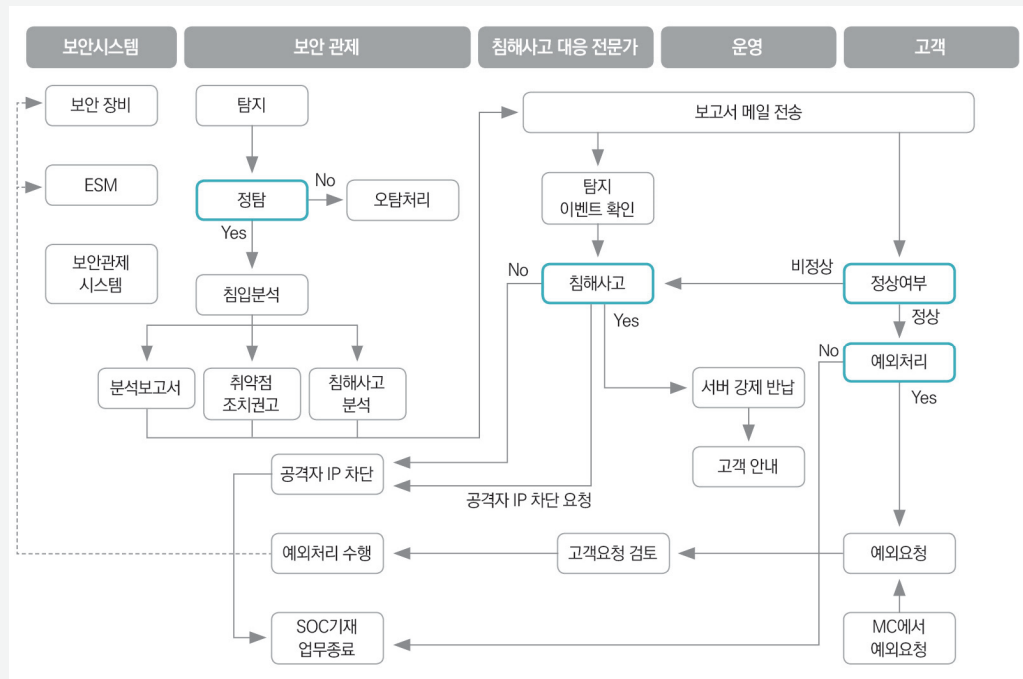 보안시스템
보안 관제
침해사고 대응 전문가
운영
고객
보안 장비
탐지
보고서 메일 전송
ESM
정탐
No
오탐처리
탐지
이벤트 확인
Yes
보안관제
시스템
침입분석
No
침해사고
비정상
정상여부
Yes
정상
분석보고서
취약점
조치권고
침해사고
분석
서버 강제 반납
No
예외처리
Yes
공격자 IP 차단
고객 안내
공격자 IP 차단 요청
예외처리 수행
고객요청 검토
예외요청
SOC기재
업무종료
MC에서
예외요청